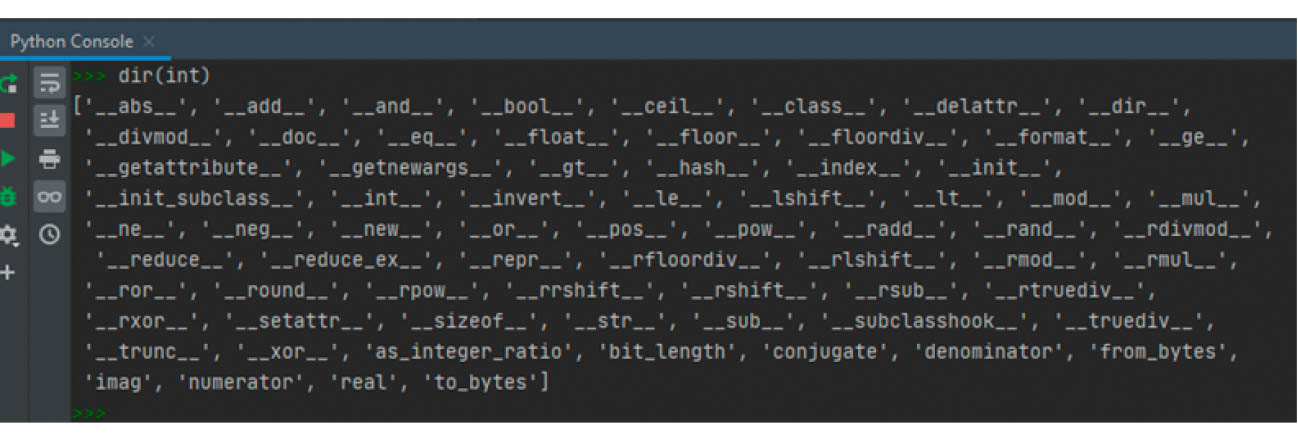 Python Console ×
>>> dir(int)
['__abs__', '__add__', '__and__', '__bool__', '__ceil__', '__class__', '__delattr__', '__dir__',
'__divmod__', '__doc__', '__eq__', '__float__', '__floor__', '__floordiv__', '__format__', '__ge__',
'__getattribute__', '__getnewargs__', '__gt__', '__hash__', '__index__', '__init__',
'__init_subclass__', '__int__', '__invert__', '__le__', '__lshift__', '__lt__', '__mod__', '__mul__',
'__ne__', '__neg__', '__new__', '__or__', '__pos__', '__pow__', '__radd__', '__rand__', '__rdivmod__',
'__reduce__', '__reduce_ex__', '__repr__', '__rfloordiv__', '__rlshift__', '__rmod__', '__rmul__',
'__ror__', '__round__', '__rpow__', '__rrshift__', '__rshift__', '__rsub__', '__rtruediv__',
'__rxor__', '__setattr__', '__sizeof__', '__str__', '__sub__', '__subclasshook__', '__truediv__',
'__trunc__', '__xor__', 'as_integer_ratio', 'bit_length', 'conjugate', 'denominator', 'from_bytes',
'imag', 'numerator', 'real', 'to_bytes']
>>>